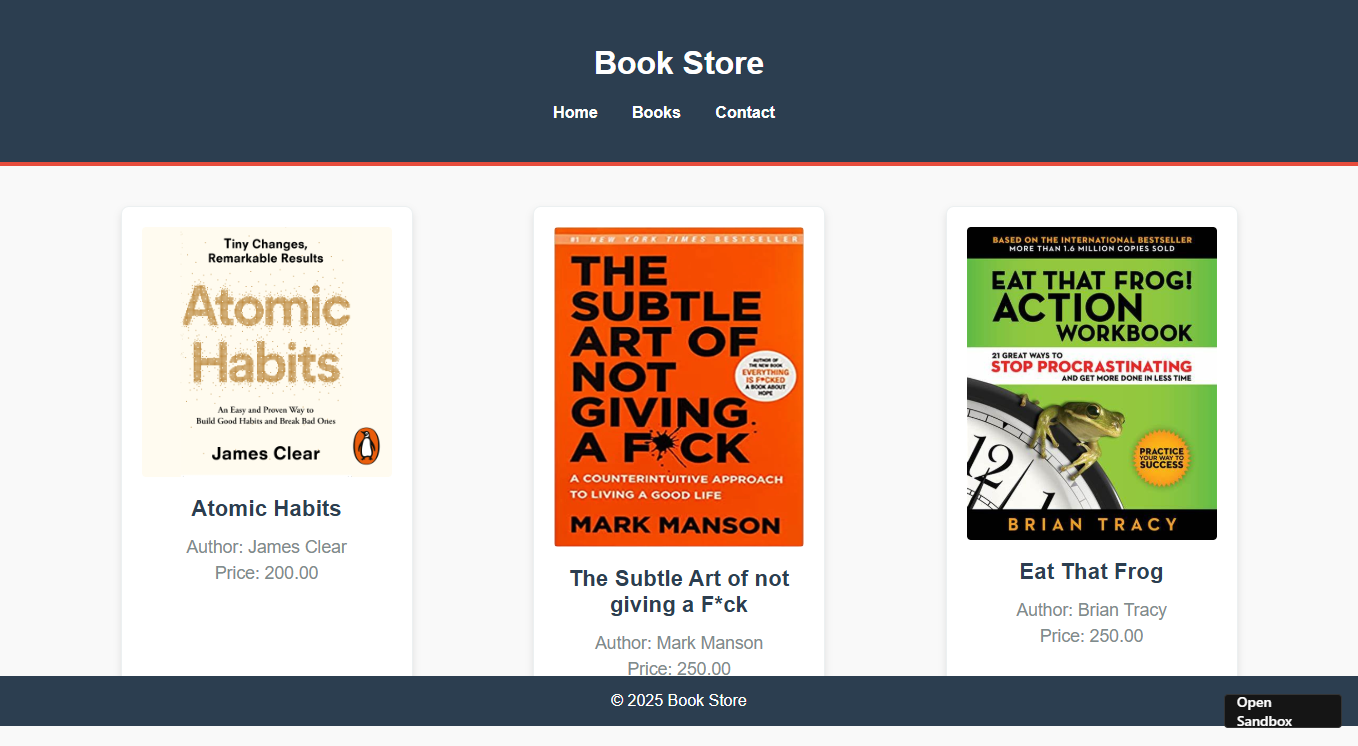 Book Store
Home Books Contact
Tiny Changes,
Remarkable Results
Atomic
Habits
An Easy and Proven Way to
Build Good Habits and Break Bad Ones
James Clear
Atomic Habits
Author: James Clear
Price: 200.00
#1 NEW YORK TIMES BESTSELLER
THE
SUBTLE
ART OF
NOT
GIVING
A F*CK
AUTHOR OF
THE NEW BOOK
EVERYTHING
IS F*CKED
A BOOK ABOUT
HOPE
A COUNTERINTUITIVE APPROACH
TO LIVING A GOOD LIFE
MARK MANSON
The Subtle Art of not
giving a F*ck
Author: Mark Manson
Price: 250.00
BASED ON THE INTERNATIONAL BESTSELLER
MORE THAN 1.6 MILLION COPIES SOLD
EAT THAT FROG!
ACTION
WORKBOOK
21 GREAT WAYS TO
STOP PROCRASTINATING
AND GET MORE DONE IN LESS TIME
12
1
PRACTICE
YOUR WAY TO
SUCCESS
BRIAN TRACY
Eat That Frog
Author: Brian Tracy
Price: 250.00
© 2025 Book Store
Open
Sandbox